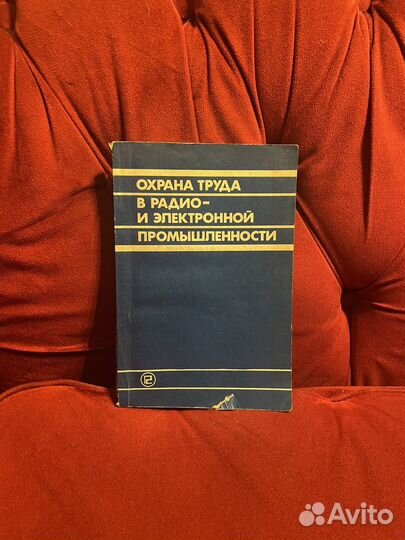 ОХРАНА ТРУДА
В РАДИО-
И ЭЛЕКТРОННОЙ
ПРОМЫШЛЕННОСТИ
Avito